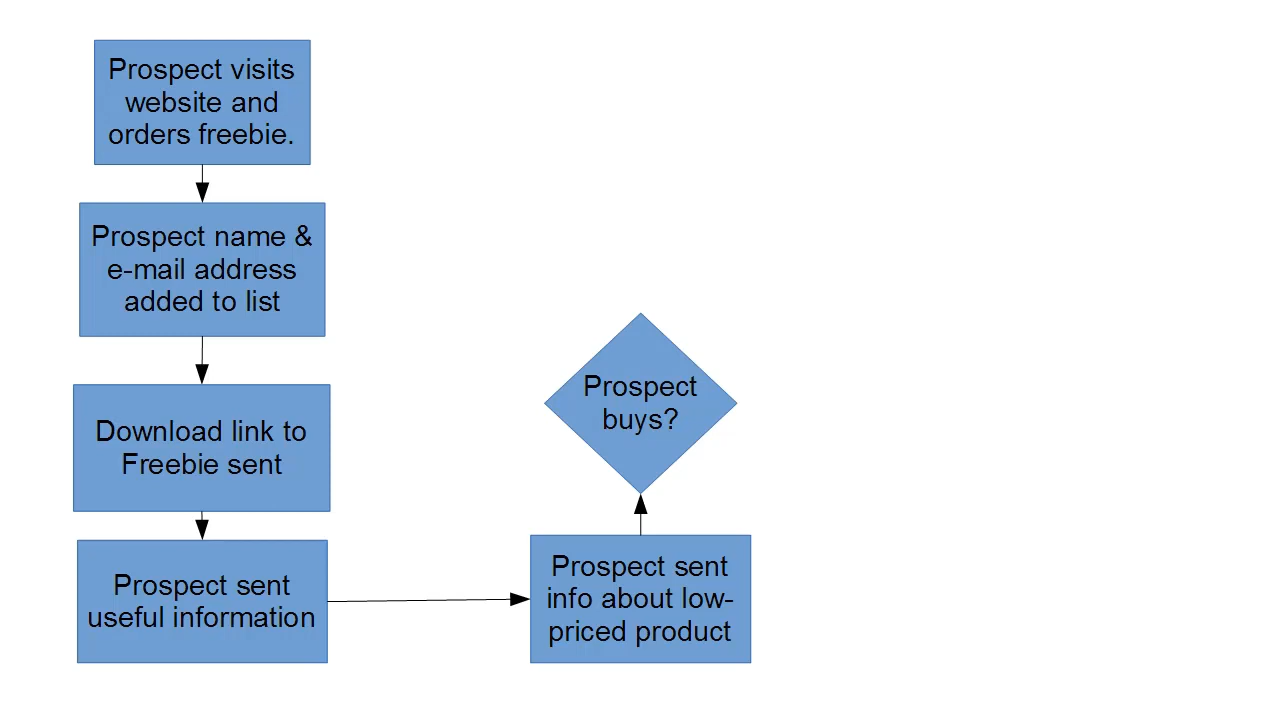 Prospect visits
website and
orders freebie.
Prospect name &
e-mail address
added to list
Download link to
Freebie sent
Prospect sent
useful information
Prospect sent
info about low-
priced product
Prospect
buys?